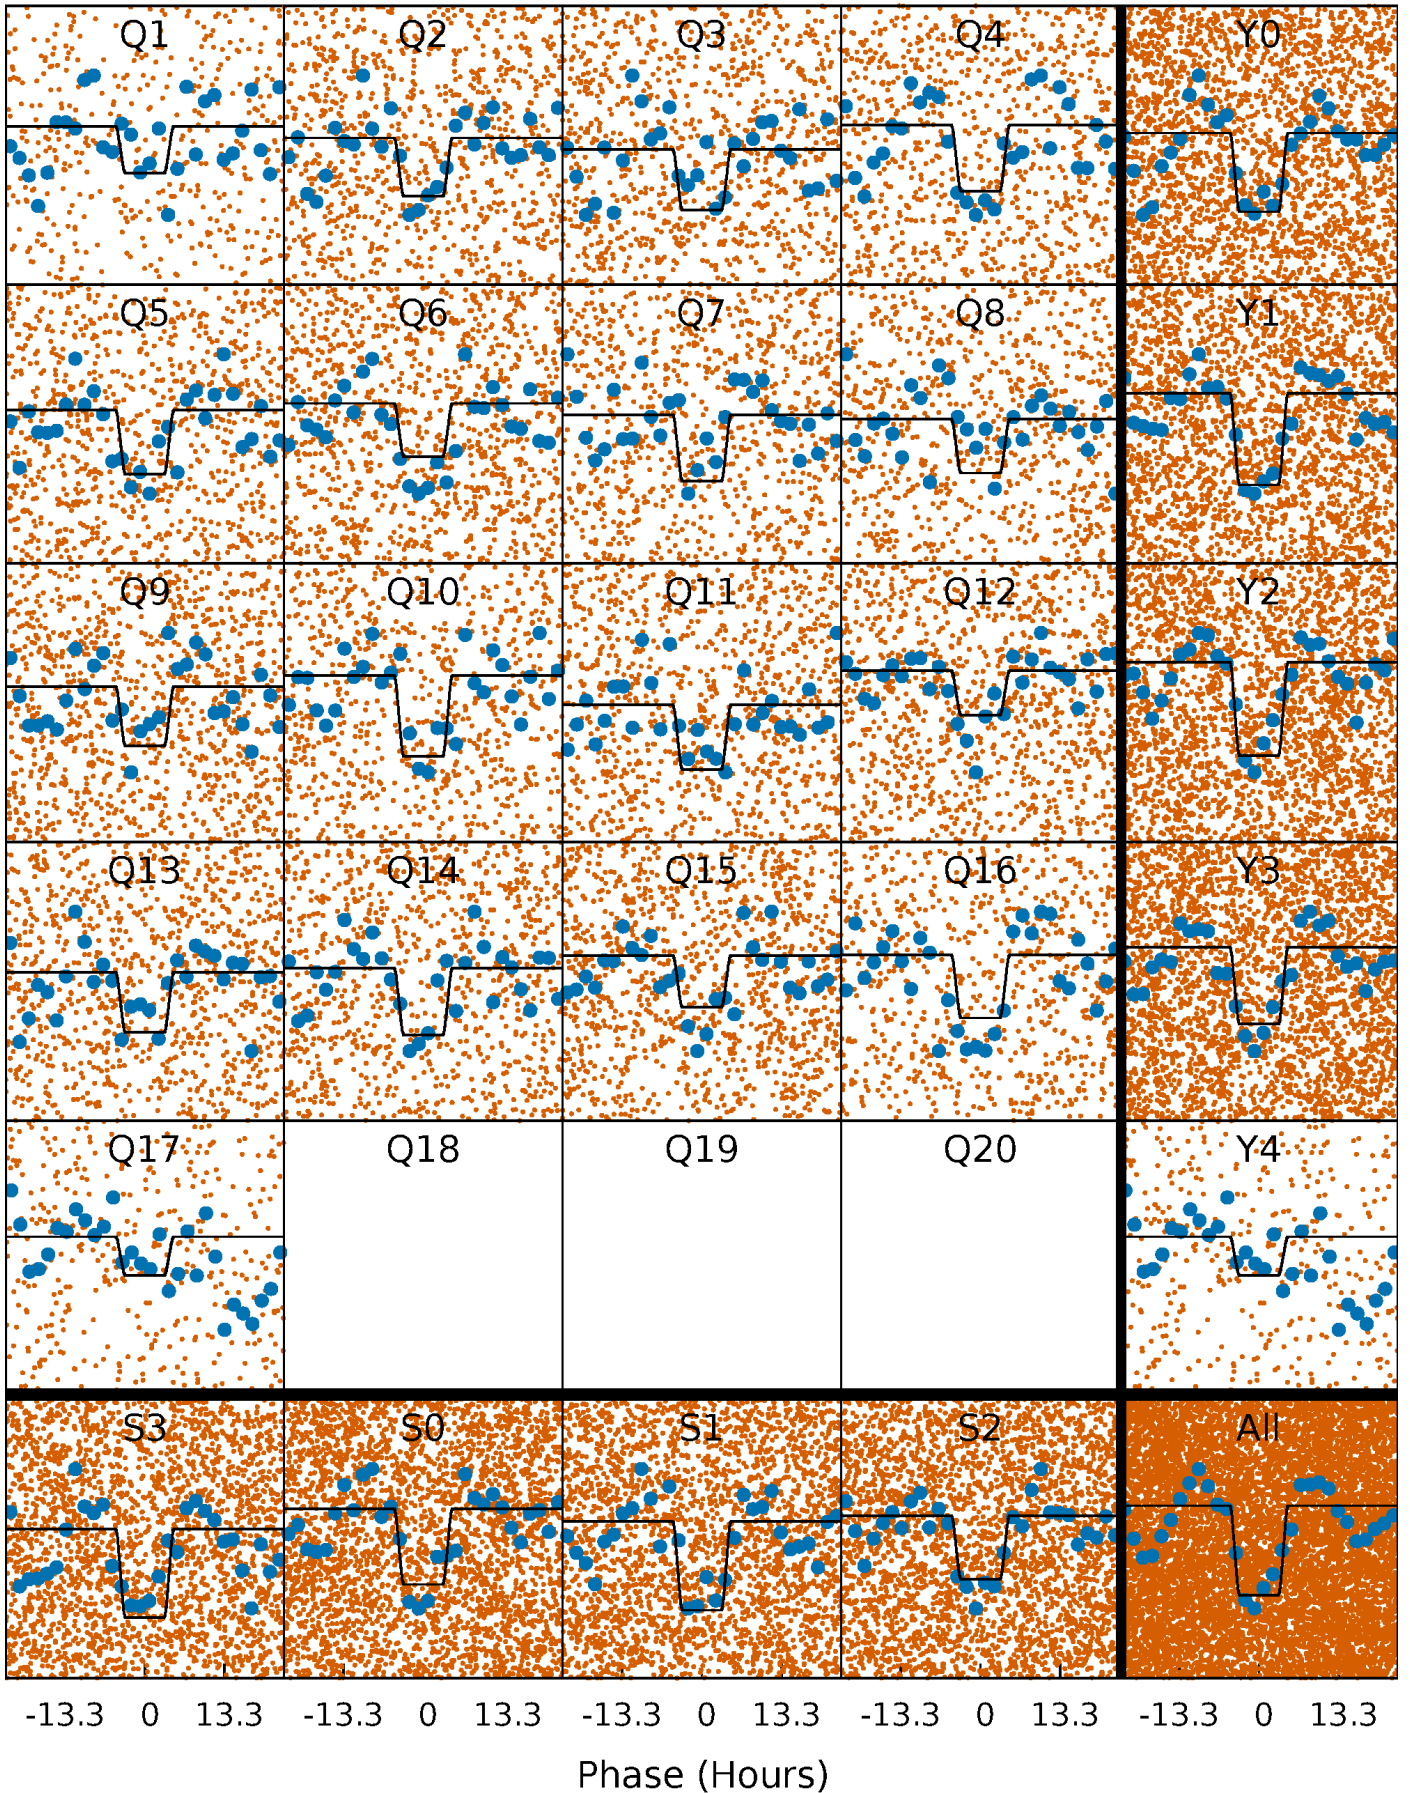 Q1 Q2 Q3 Q4 Y0
Q5 Q6 Q7 Q8 Y1
Q9 Q10 Q11 Q12 Y2
Q13 Q14 Q15 Q16 Y3
Q17 Q18 Q19 Q20 Y4
S3 S0 S1 S2 All
-13.3 0 13.3 -13.3 0 13.3 -13.3 0 13.3 -13.3 0 13.3 -13.3 0 13.3
Phase (Hours)